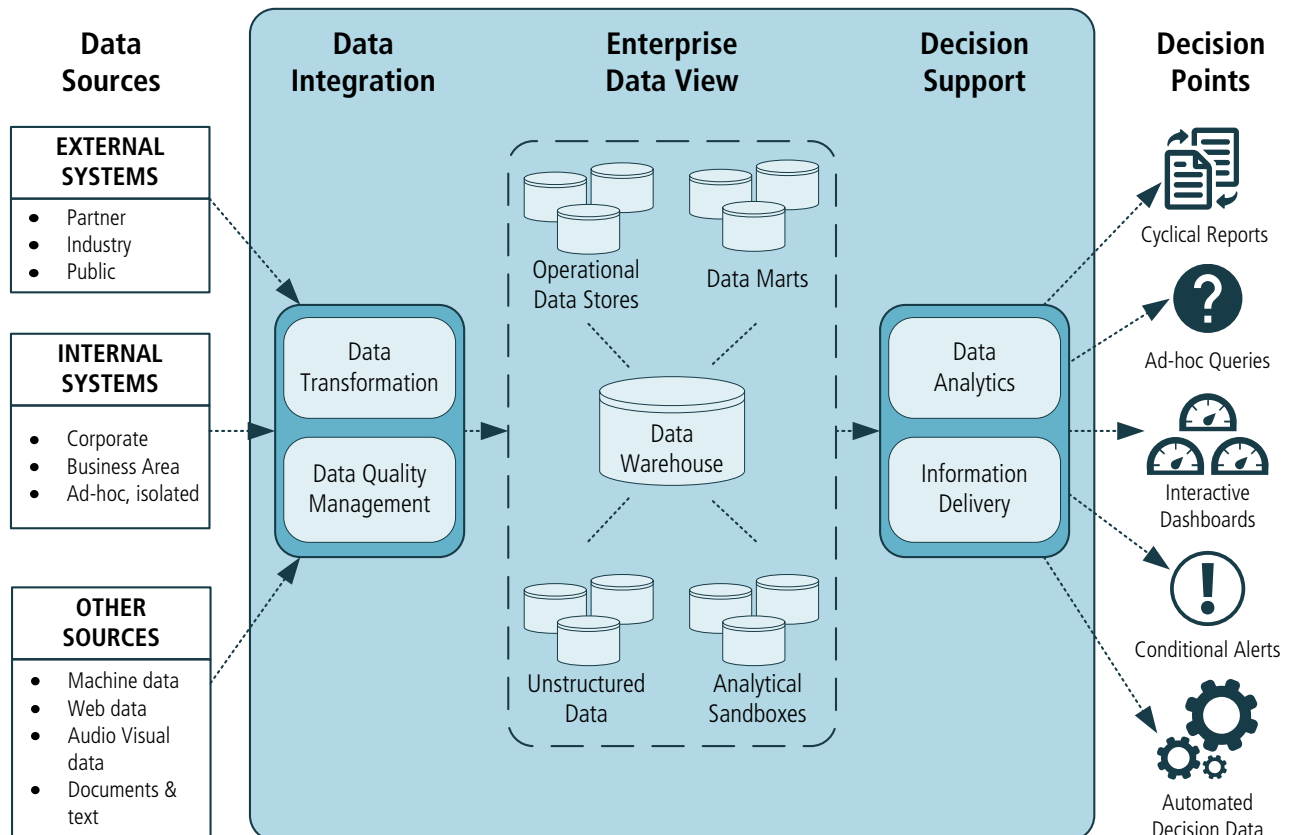 Data
Sources
Data
Integration
Enterprise
Data View
Decision
Support
Decision
Points
EXTERNAL
SYSTEMS
• Partner
• Industry
• Public
INTERNAL
SYSTEMS
• Corporate
• Business Area
• Ad-hoc, isolated
OTHER
SOURCES
• Machine data
• Web data
• Audio Visual
data
• Documents &
text
Data
Transformation
Data Quality
Management
Operational
Data Stores
Data Marts
Data
Warehouse
Unstructured
Data
Analytical
Sandboxes
Data
Analytics
Information
Delivery
Cyclical Reports
?
Ad-hoc Queries
Interactive
Dashboards
!
Conditional Alerts
Automated
Decision Data